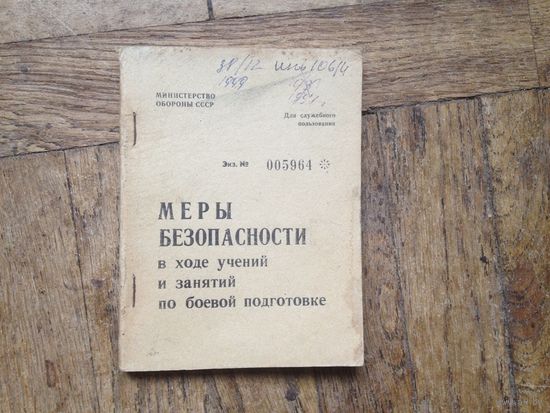 МИНИСТЕРСТВО
ОБОРОНЫ СССР
Для служебного
пользования
Экз. № 005964
МЕРЫ
БЕЗОПАСНОСТИ
в ходе учений
и занятий
по боевой подготовке